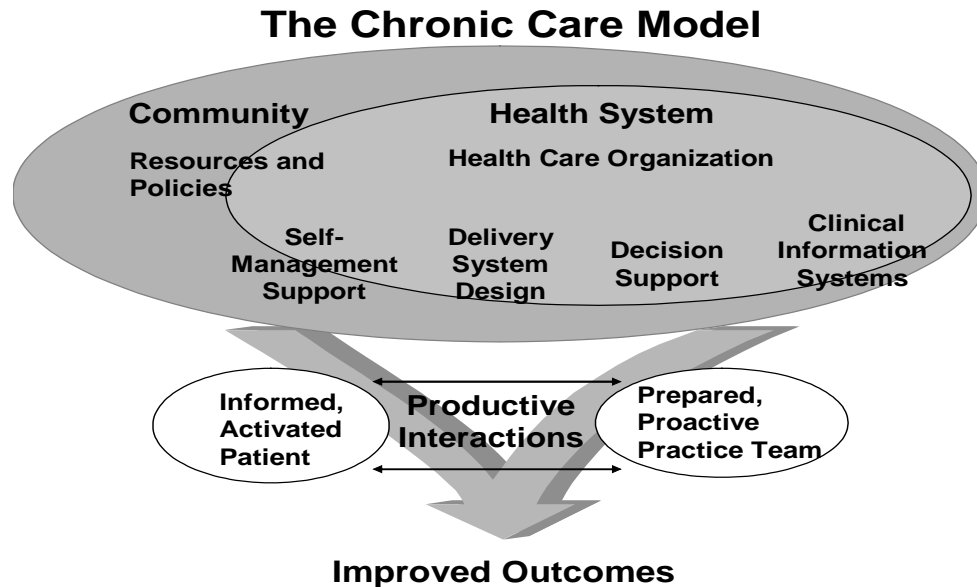 The Chronic Care Model
Community
Resources and
Policies
Health System
Health Care Organization
Self-
Management
Support
Delivery
System
Design
Decision
Support
Clinical
Information
Systems
Informed,
Activated
Patient
Productive
Interactions
Prepared,
Proactive
Practice Team
Improved Outcomes